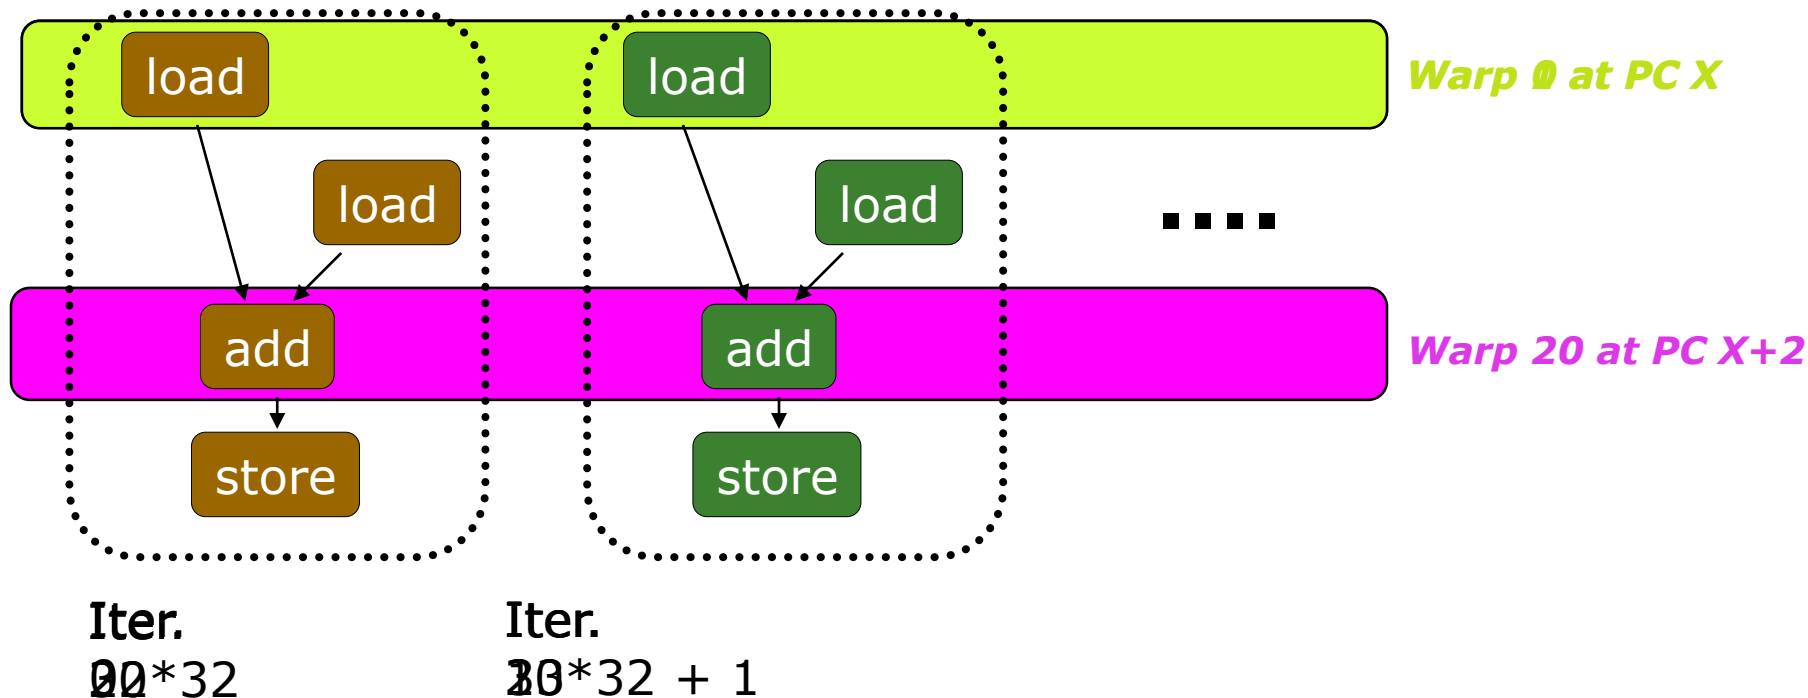 load
load
Warp at PC X
load
load
add
add
Warp 20 at PC X+2
store
store
Iter.
Iter.
*32
*32 + 1